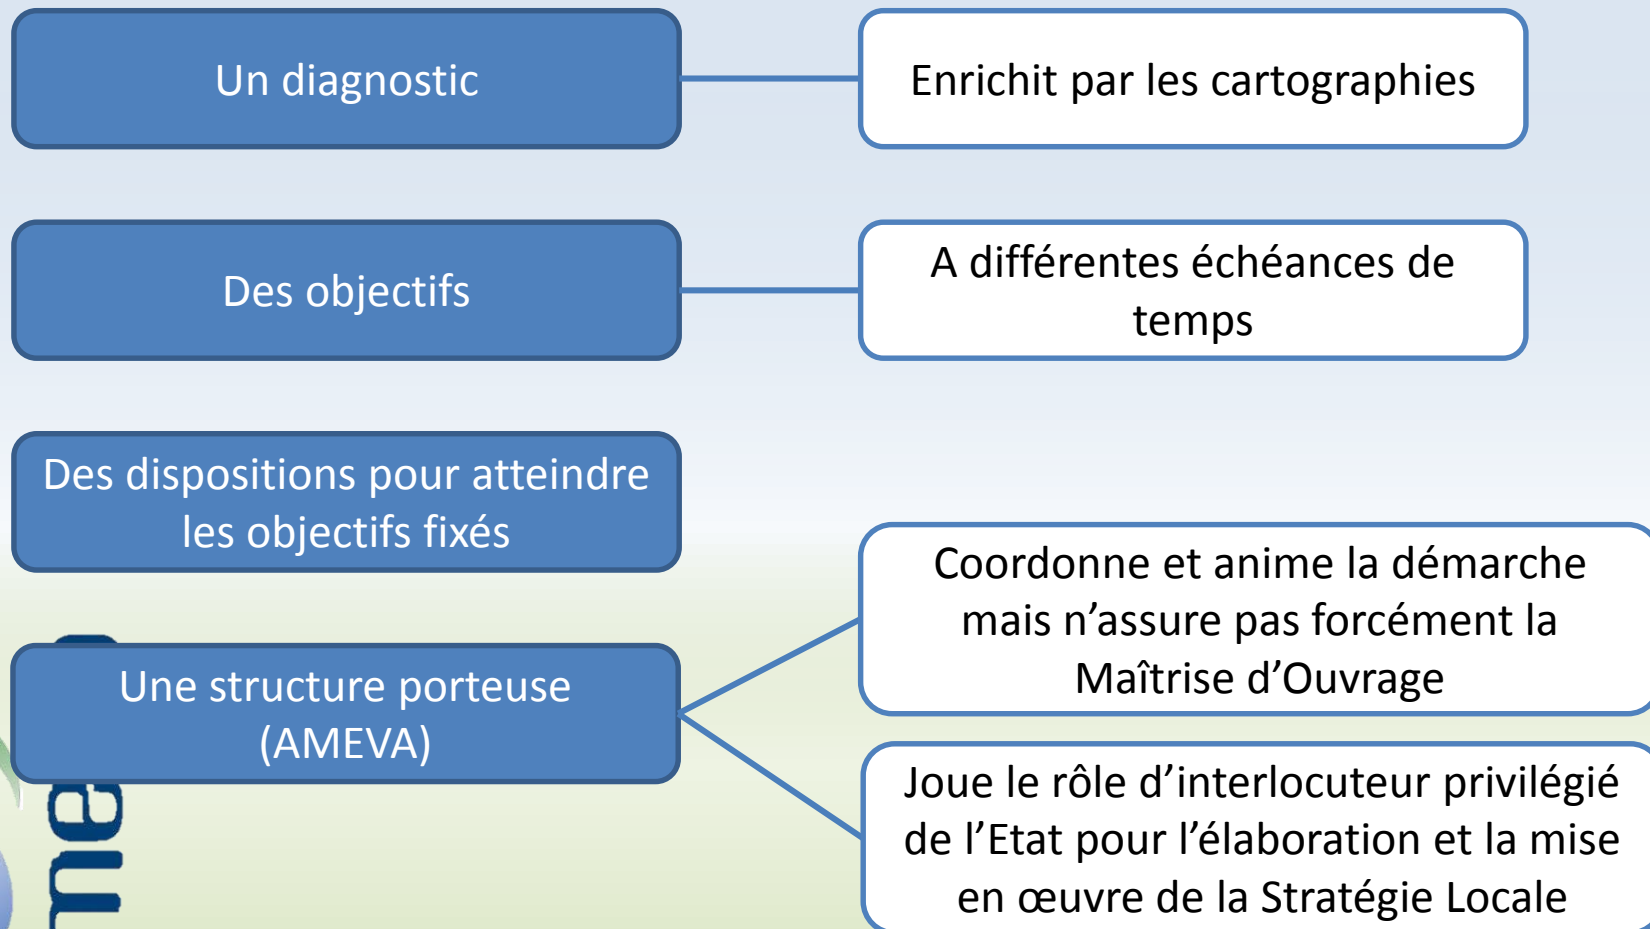 Un diagnostic
Enrichit par les cartographies
Des objectifs
A différentes échéances de
temps
Des dispositions pour atteindre
les objectifs fixés
Une structure porteuse
(AMEVA)
Coordonne et anime la démarche
mais n’assure pas forcément la
Maîtrise d’Ouvrage
Joue le rôle d’interlocuteur privilégié
de l’Etat pour l’élaboration et la mise
en œuvre de la Stratégie Locale